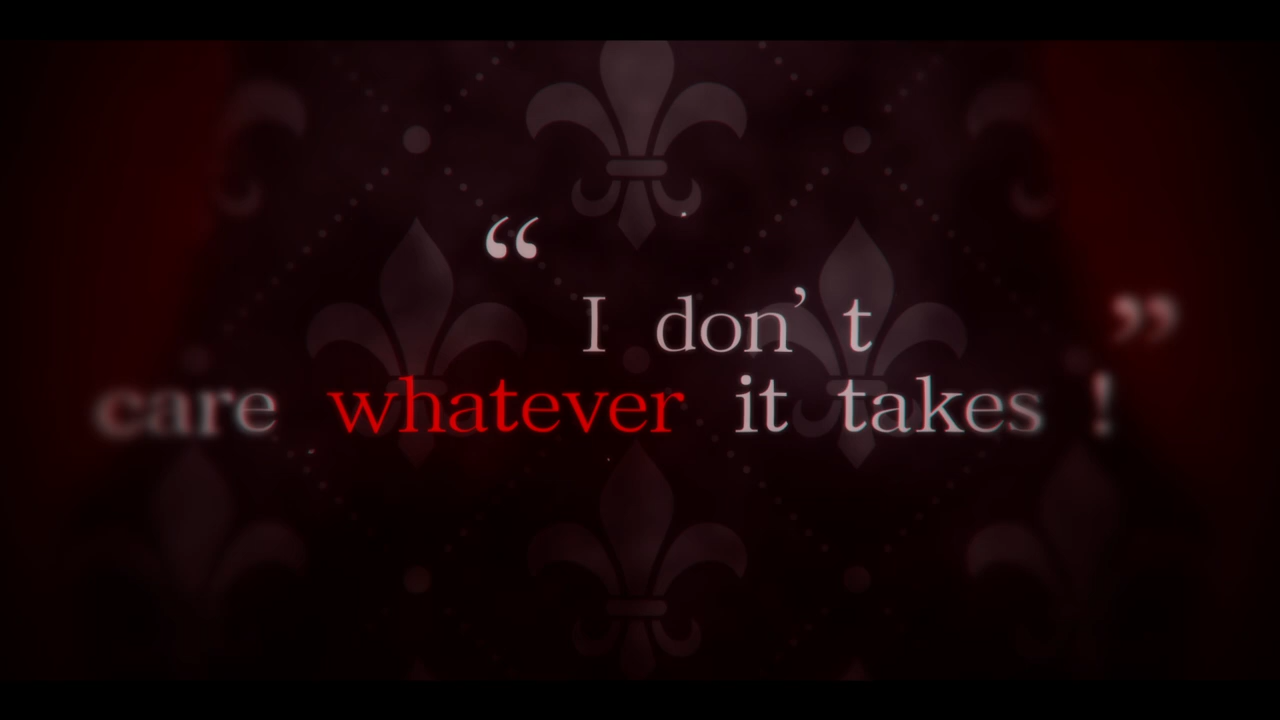 “ I don’ t
care whatever it takes ! ”